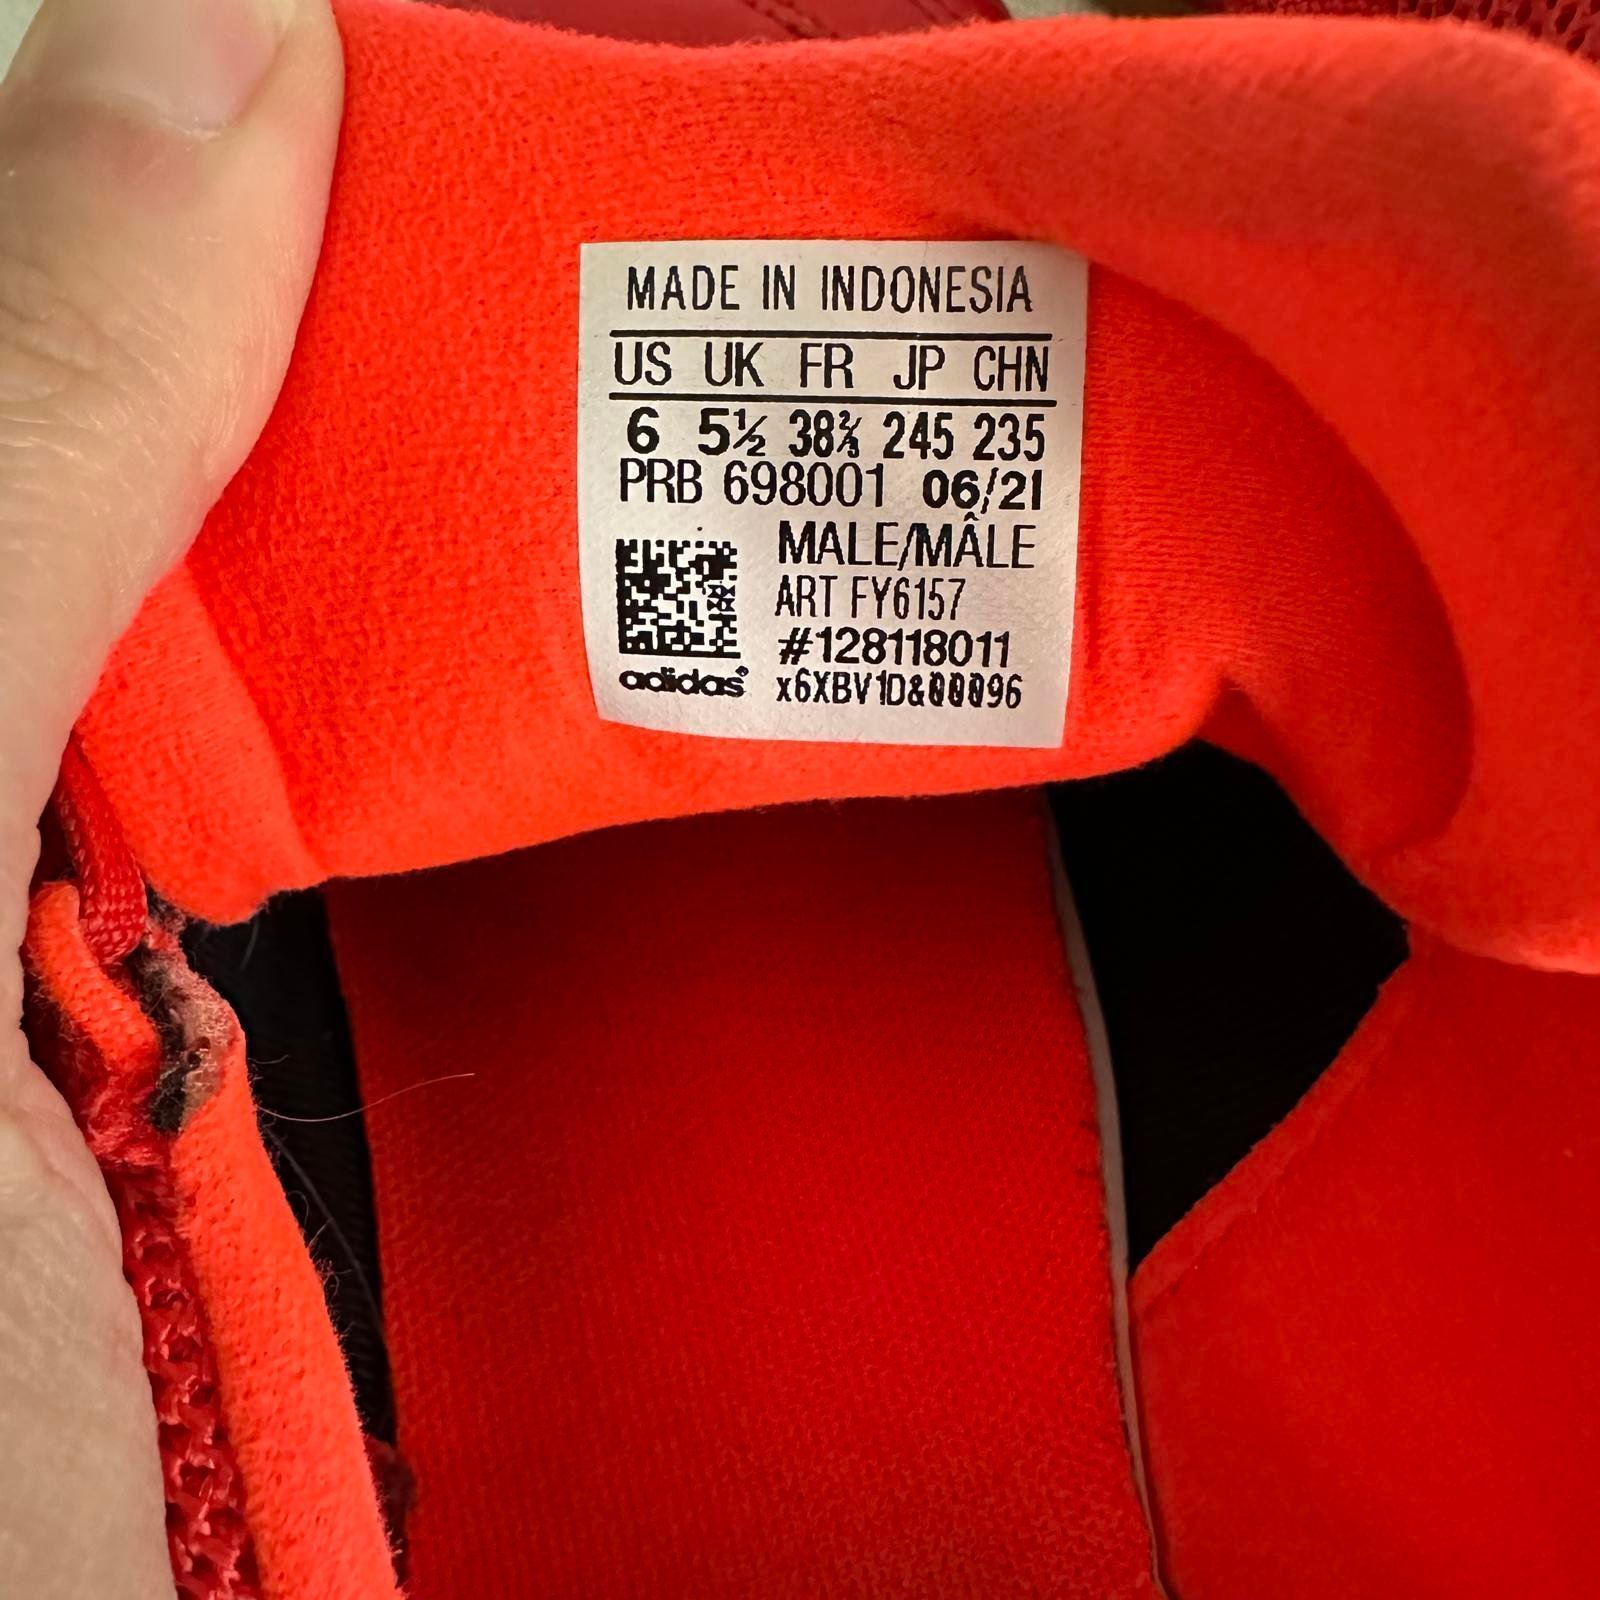 MADE IN INDONESIA
US UK FR JP CHN
6 5½ 38⅔ 245 235
PRB 698001 06/21
MALE/MÂLE
ART FY6157
#128118011
adidas® x6XBV1D&00096